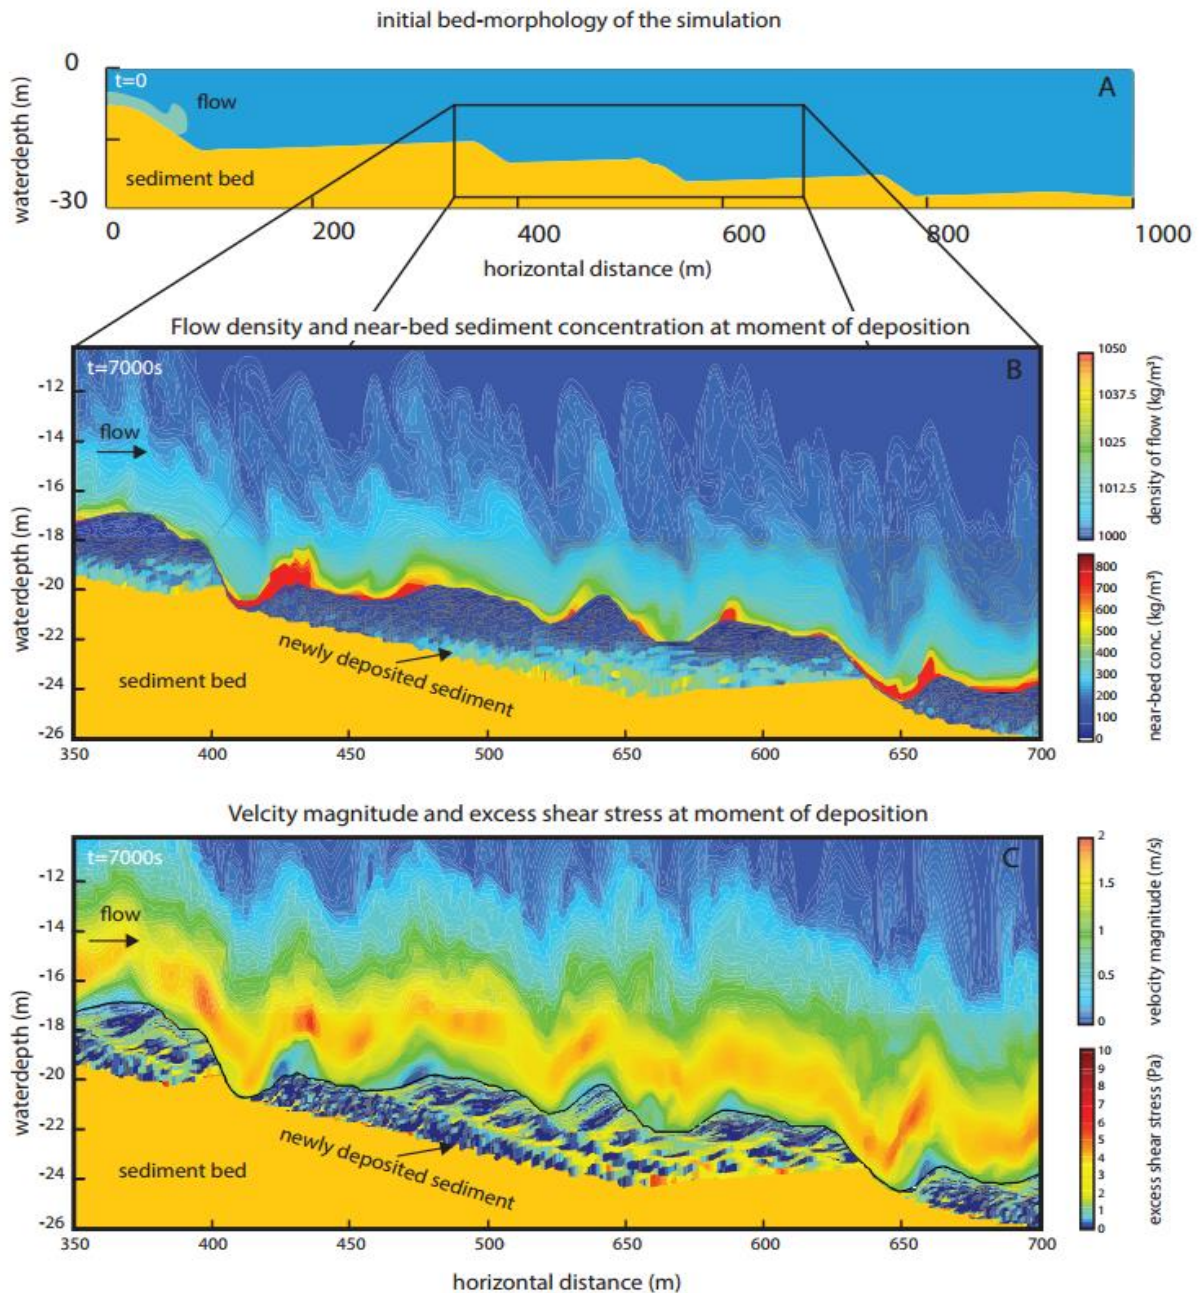 initial bed-morphology of the simulation
0
t=0
A
flow
waterdepth (m)
sediment bed
-30
0 200 400 600 800 1000
horizontal distance (m)
Flow density and near-bed sediment concentration at moment of deposition
t=7000s
B
flow
-12
-14
-16
-18
-20
-22
-24
-26
waterdepth (m)
newly deposited sediment
sediment bed
350 400 450 500 650 600 650 700
1050
1037.5
1025
1012.5
1000
density of flow (kg/m³)
800
700
600
500
400
300
200
100
0
near-bed conc. (kg/m³)
Velcity magnitude and excess shear stress at moment of deposition
t=7000s
C
flow
-12
-14
-16
-18
-20
-22
-24
-26
waterdepth (m)
newly deposited sediment
sediment bed
350 400 450 500 650 600 650 700
horizontal distance (m)
2
1.5
1
0.5
0
velocity magnitude (m/s)
10
9
8
7
6
5
4
3
2
1
0
excess shear stress (Pa)